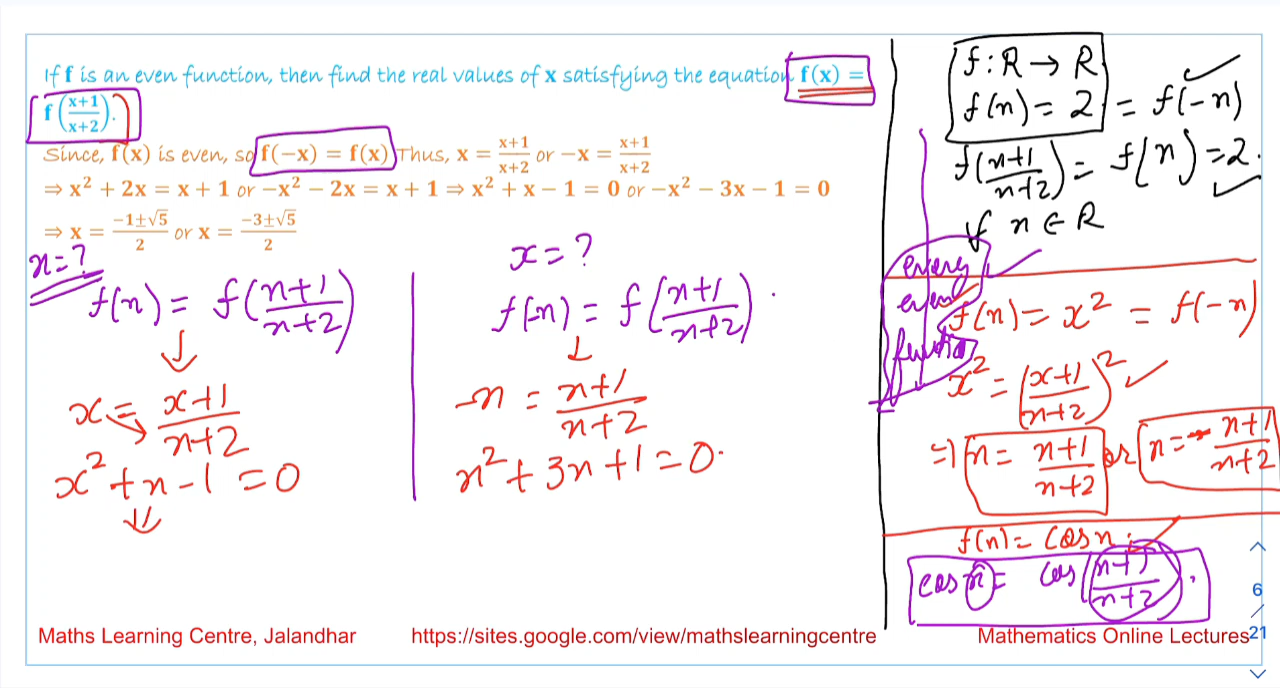 If f is an even function, then find the real values of x satisfying the equation f(x) =
f((x+1)/(x+2)).
Since, f(x) is even, so f(−x) = f(x) Thus, x = (x+1)/(x+2) or −x = (x+1)/(x+2)
⇒ x² + 2x = x + 1 or −x² − 2x = x + 1 ⇒ x² + x − 1 = 0 or −x² − 3x − 1 = 0
⇒ x = (−1±√5)/2 or x = (−3±√5)/2
x = ?
f(x) = f((x+1)/(x+2))
↓
x = (x+1)/(x+2)
x² + x − 1 = 0
⇓
x = ?
f(-x) = f((x+1)/(x+2)).
↓
-x = (x+1)/(x+2)
x² + 3x + 1 = 0.
f : R → R
f(x) = 2 = f(-x)
f((x+1)/(x+2)) = f(x) = 2.
if x ∈ R
every
even
function
f(x) = x² = f(-x)
x² = ((x+1)/(x+2))²
⇒ x = (x+1)/(x+2) or x = - (x+1)/(x+2)
f(x) = cos x.
cos x = cos((x+1)/(x+2)).
Maths Learning Centre, Jalandhar
https://sites.google.com/view/mathslearningcentre
Mathematics Online Lectures
6
/
21